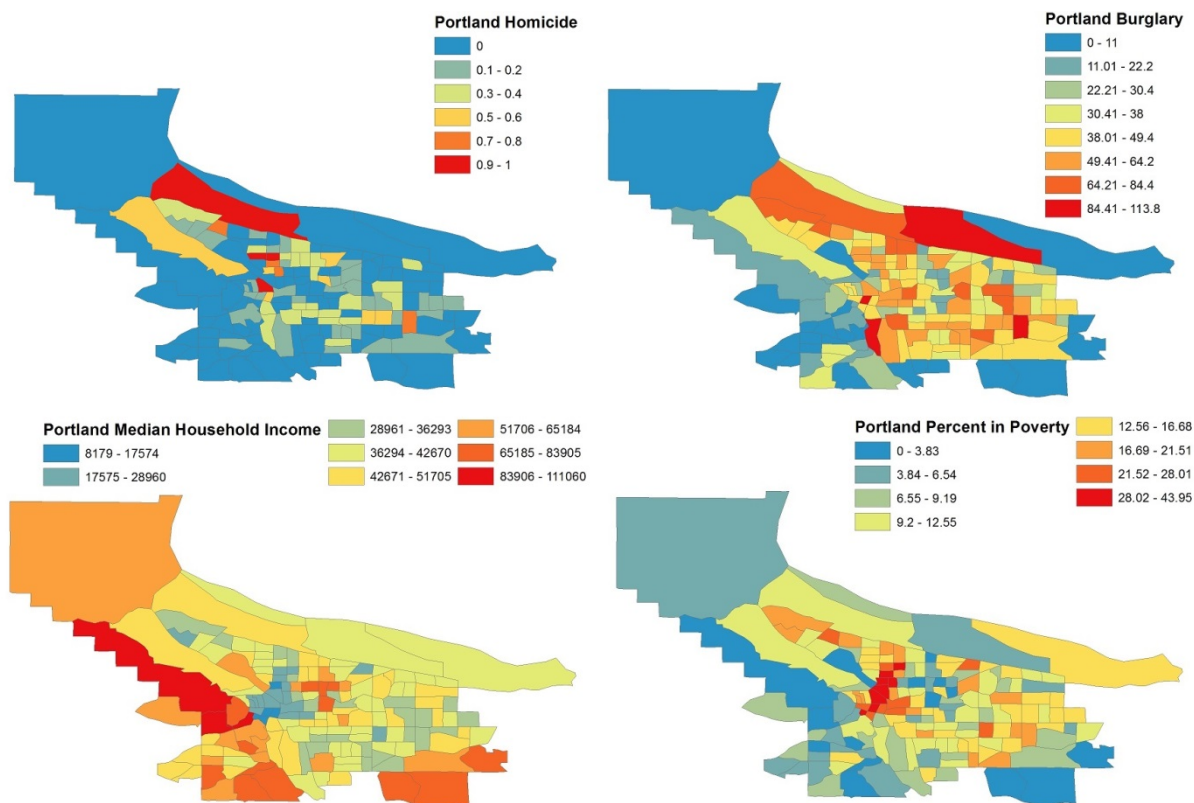 Portland Homicide
0
0.1 - 0.2
0.3 - 0.4
0.5 - 0.6
0.7 - 0.8
0.9 - 1
Portland Burglary
0 - 11
11.01 - 22.2
22.21 - 30.4
30.41 - 38
38.01 - 49.4
49.41 - 64.2
64.21 - 84.4
84.41 - 113.8
Portland Median Household Income
8179 - 17574
17575 - 28960
28961 - 36293
36294 - 42670
42671 - 51705
51706 - 65184
65185 - 83905
83906 - 111060
Portland Percent in Poverty
0 - 3.83
3.84 - 6.54
6.55 - 9.19
9.2 - 12.55
12.56 - 16.68
16.69 - 21.51
21.52 - 28.01
28.02 - 43.95